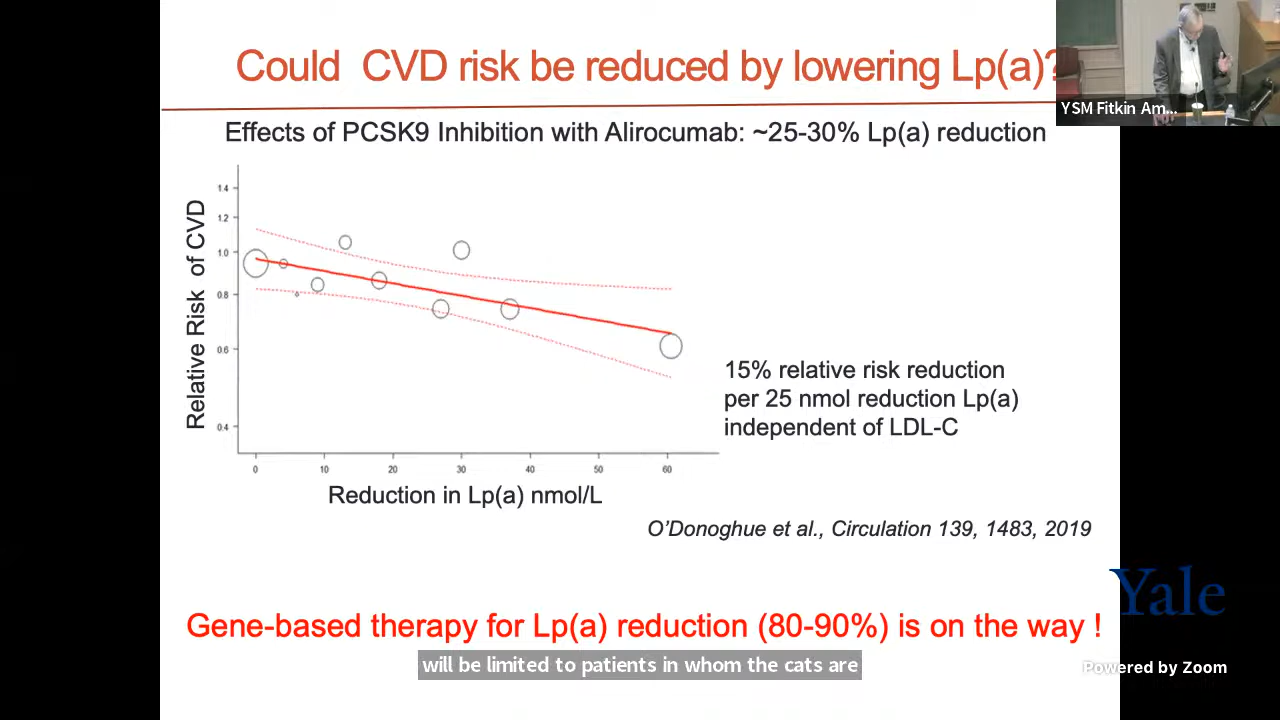 Could CVD risk be reduced by lowering Lp(a)?
YSM Fitkin Am...
Effects of PCSK9 Inhibition with Alirocumab: ~25-30% Lp(a) reduction
Relative Risk of CVD
1.4
1.2
1.0
0.8
0.6
0.4
0 10 20 30 40 50 60
Reduction in Lp(a) nmol/L
15% relative risk reduction
per 25 nmol reduction Lp(a)
independent of LDL-C
O'Donoghue et al., Circulation 139, 1483, 2019
Yale
Gene-based therapy for Lp(a) reduction (80-90%) is on the way !
will be limited to patients in whom the cats are
Powered by Zoom